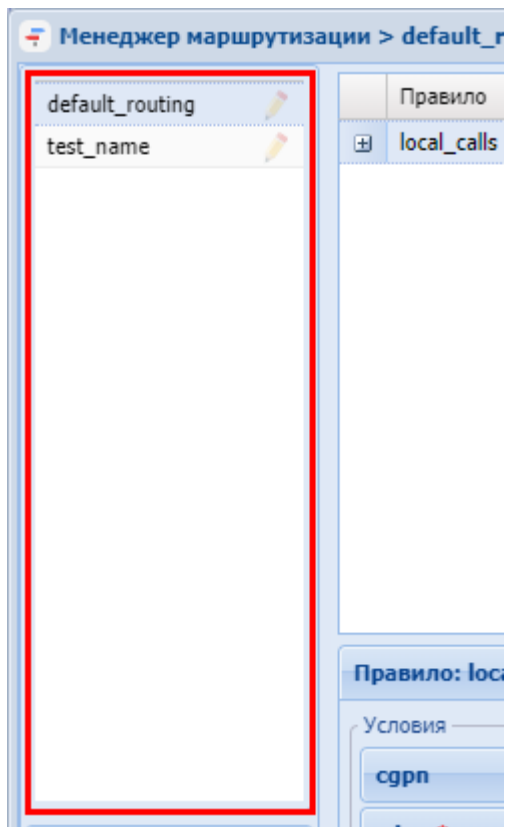 Менеджер маршрутизации > default_r
default_routing
test_name
Правило
local_calls
Правило: loca
Условия
cgpn